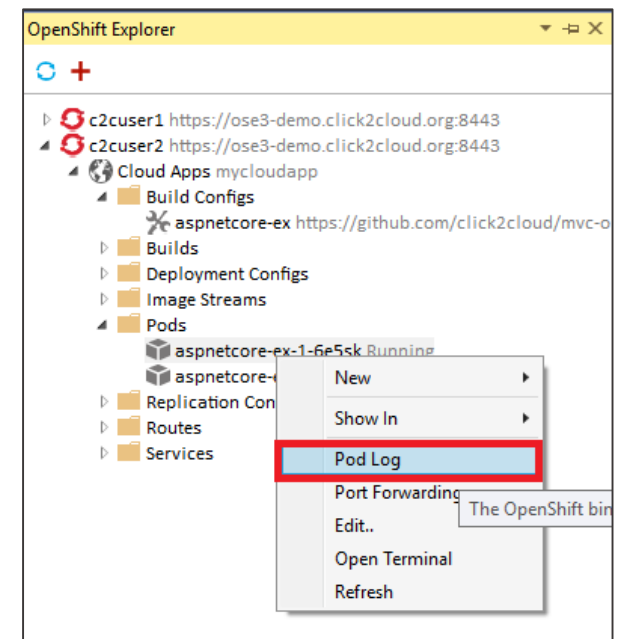 OpenShift Explorer
c2cuser1 https://ose3-demo.click2cloud.org:8443
c2cuser2 https://ose3-demo.click2cloud.org:8443
Cloud Apps mycloudapp
Build Configs
aspnetcore-ex https://github.com/click2cloud/mvc-o
Builds
Deployment Configs
Image Streams
Pods
aspnetcore-ex-1-6e5sk Running
aspnetcore-e
Replication Con
Routes
Services
New
Show In
Pod Log
Port Forwarding
The OpenShift bin
Edit..
Open Terminal
Refresh